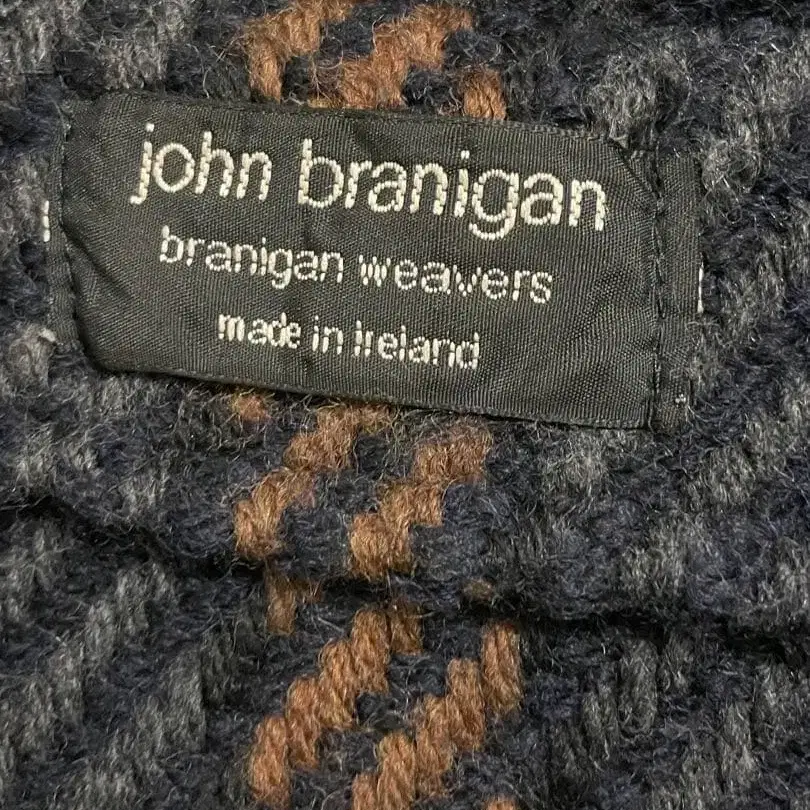 john branigan
branigan weavers
made in ireland